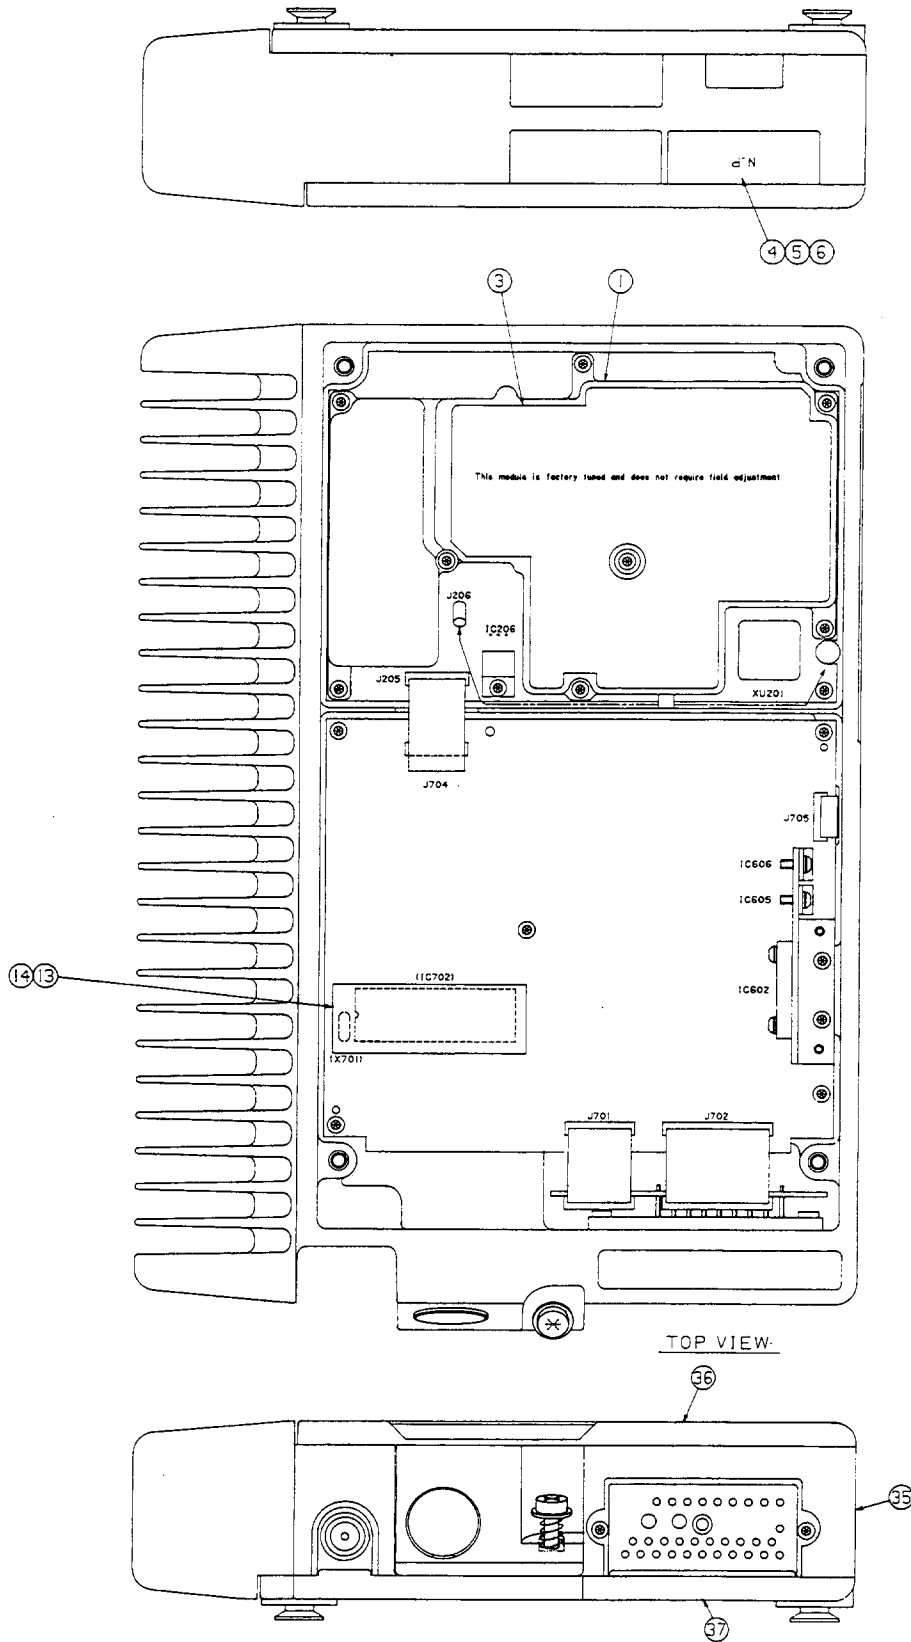 N.P
4 5 6
3 1
This module is factory tuned and does not require field adjustment
J206
IC206
J205
XU201
J704
J705
IC606
IC605
14 13
(IC702)
IC602
(X701)
J701 J702
TOP VIEW
36
35
37